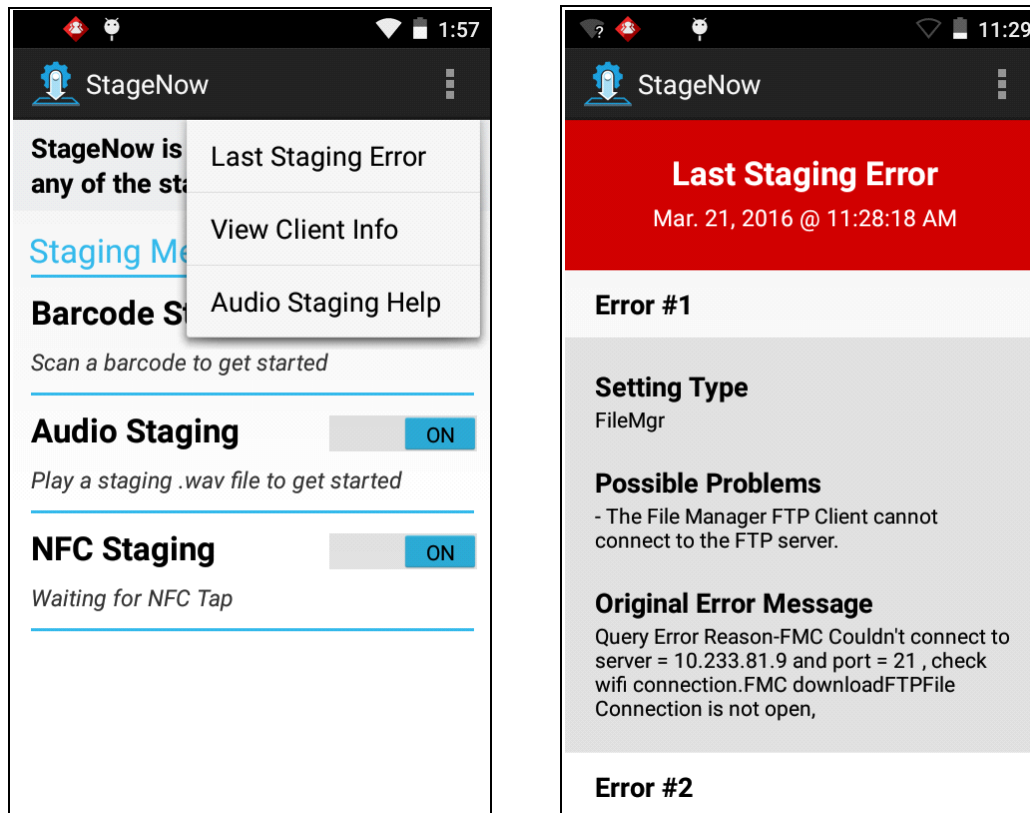 1:57
StageNow
StageNow is
any of the sta
Last Staging Error
View Client Info
Audio Staging Help
Staging Me
Barcode St
Scan a barcode to get started
Audio Staging
ON
Play a staging .wav file to get started
NFC Staging
ON
Waiting for NFC Tap
?
11:29
StageNow
Last Staging Error
Mar. 21, 2016 @ 11:28:18 AM
Error #1
Setting Type
FileMgr
Possible Problems
- The File Manager FTP Client cannot
connect to the FTP server.
Original Error Message
Query Error Reason-FMC Couldn't connect to
server = 10.233.81.9 and port = 21 , check
wifi connection.FMC downloadFTPFile
Connection is not open,
Error #2